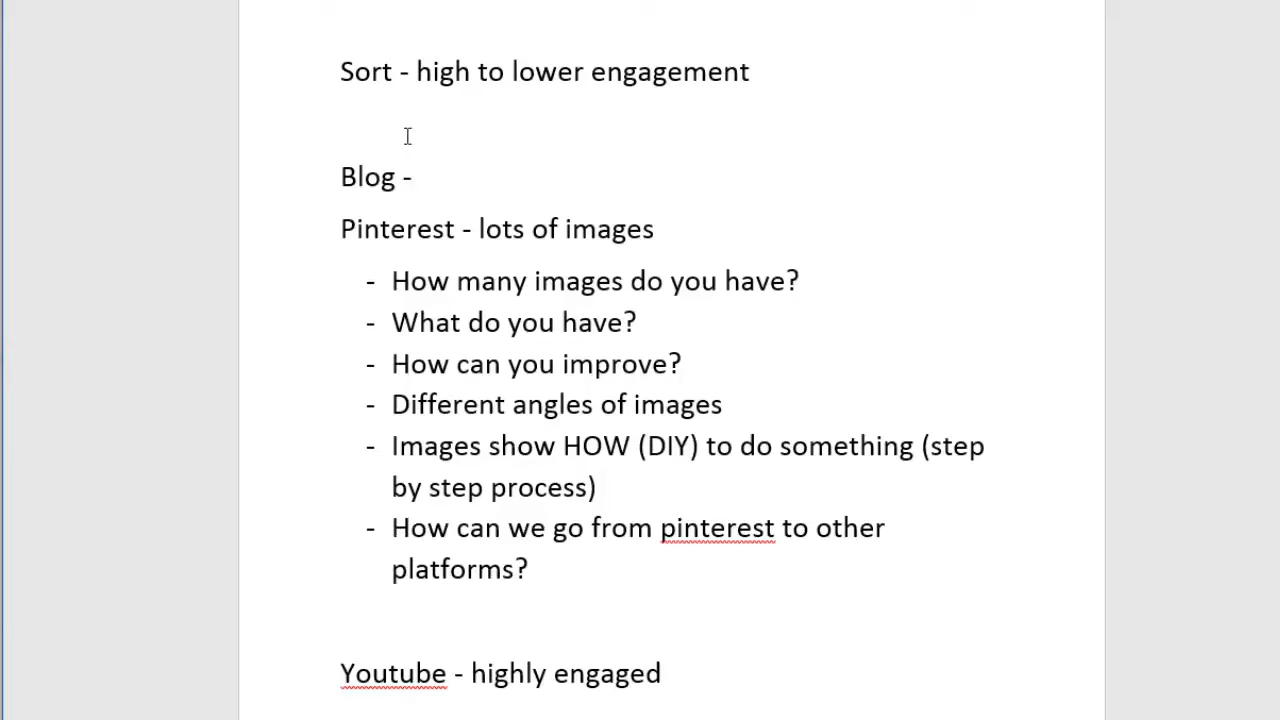 Sort - high to lower engagement
Blog -
Pinterest - lots of images
- How many images do you have?
- What do you have?
- How can you improve?
- Different angles of images
- Images show HOW (DIY) to do something (step
by step process)
- How can we go from pinterest to other
platforms?
Youtube - highly engaged